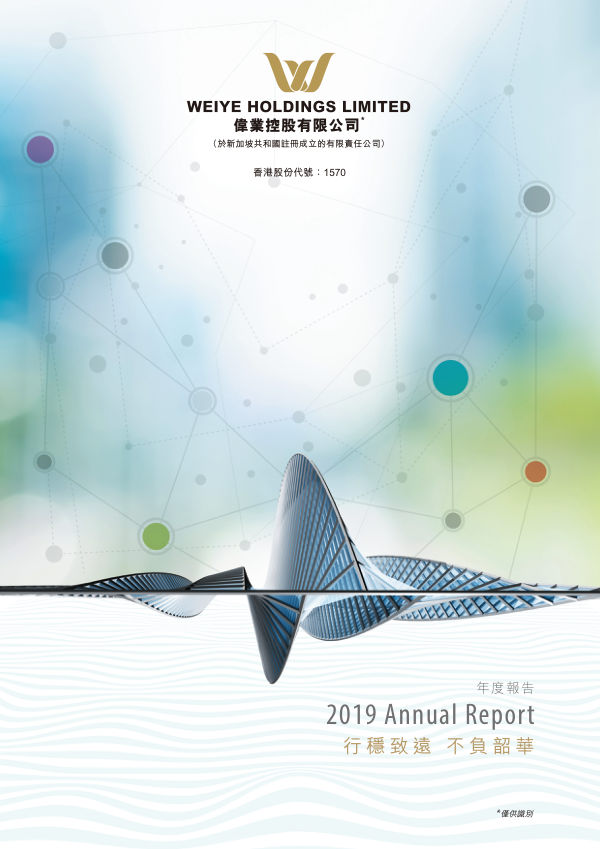 WEIYE HOLDINGS LIMITED
偉業控股有限公司*
（於新加坡共和國註冊成立的有限責任公司）
香港股份代號：1570
年度報告
2019 Annual Report
行穩致遠 不負韶華
*僅供識別